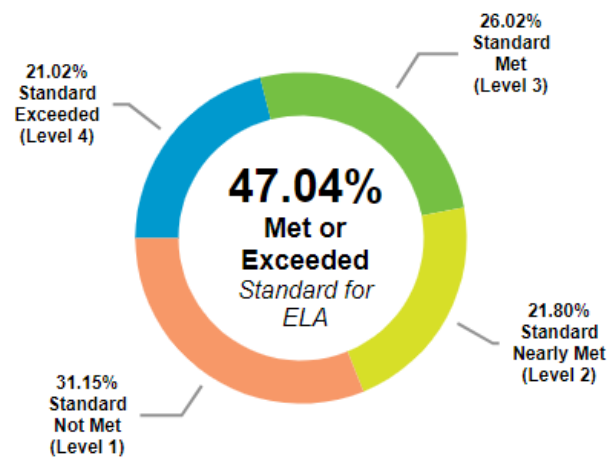 26.02%
Standard
Met
(Level 3)
21.02%
Standard
Exceeded
(Level 4)
47.04%
Met or
Exceeded
Standard for
ELA
21.80%
Standard
Nearly Met
(Level 2)
31.15%
Standard
Not Met
(Level 1)